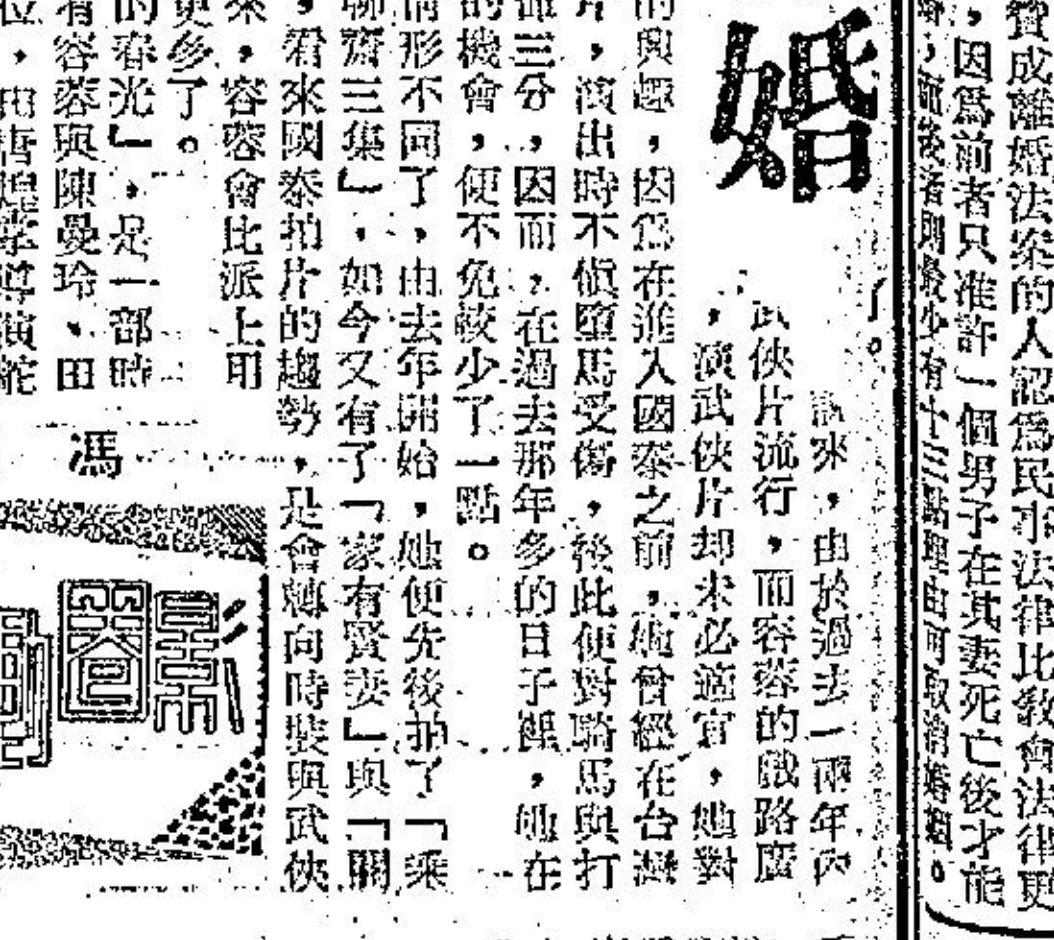 贊成離婚法案的人認爲民事法律比教會法律更
，因爲前者只准許一個男子在其妻死亡後才能
，而後者則最少有十三點理由可取消婚姻。
了。
婚
說來，由於過去一兩年內
武俠片流行，而容蓉的戲路廣
，演武俠片却未必適宜，她對
的興趣，因爲在進入國泰之前，她曾經在台灣
片，演出時不愼墮馬受傷，後此便對騎馬與打
三分，因而，在過去那年多的日子裡，她在
的機會，便不免較少了一點。
情形不同了，由去年開始，她便先後拍了「乘
聊齋三集」，如今又有了「家有賢妻」與「關
，看來國泰拍片的趨勢，是會轉向時裝與武俠
來，容蓉會比派上用
更多了。
的春光」，是一部時
有容蓉與陳曼玲、田
位，由唐煌掌導演
馮
影圈